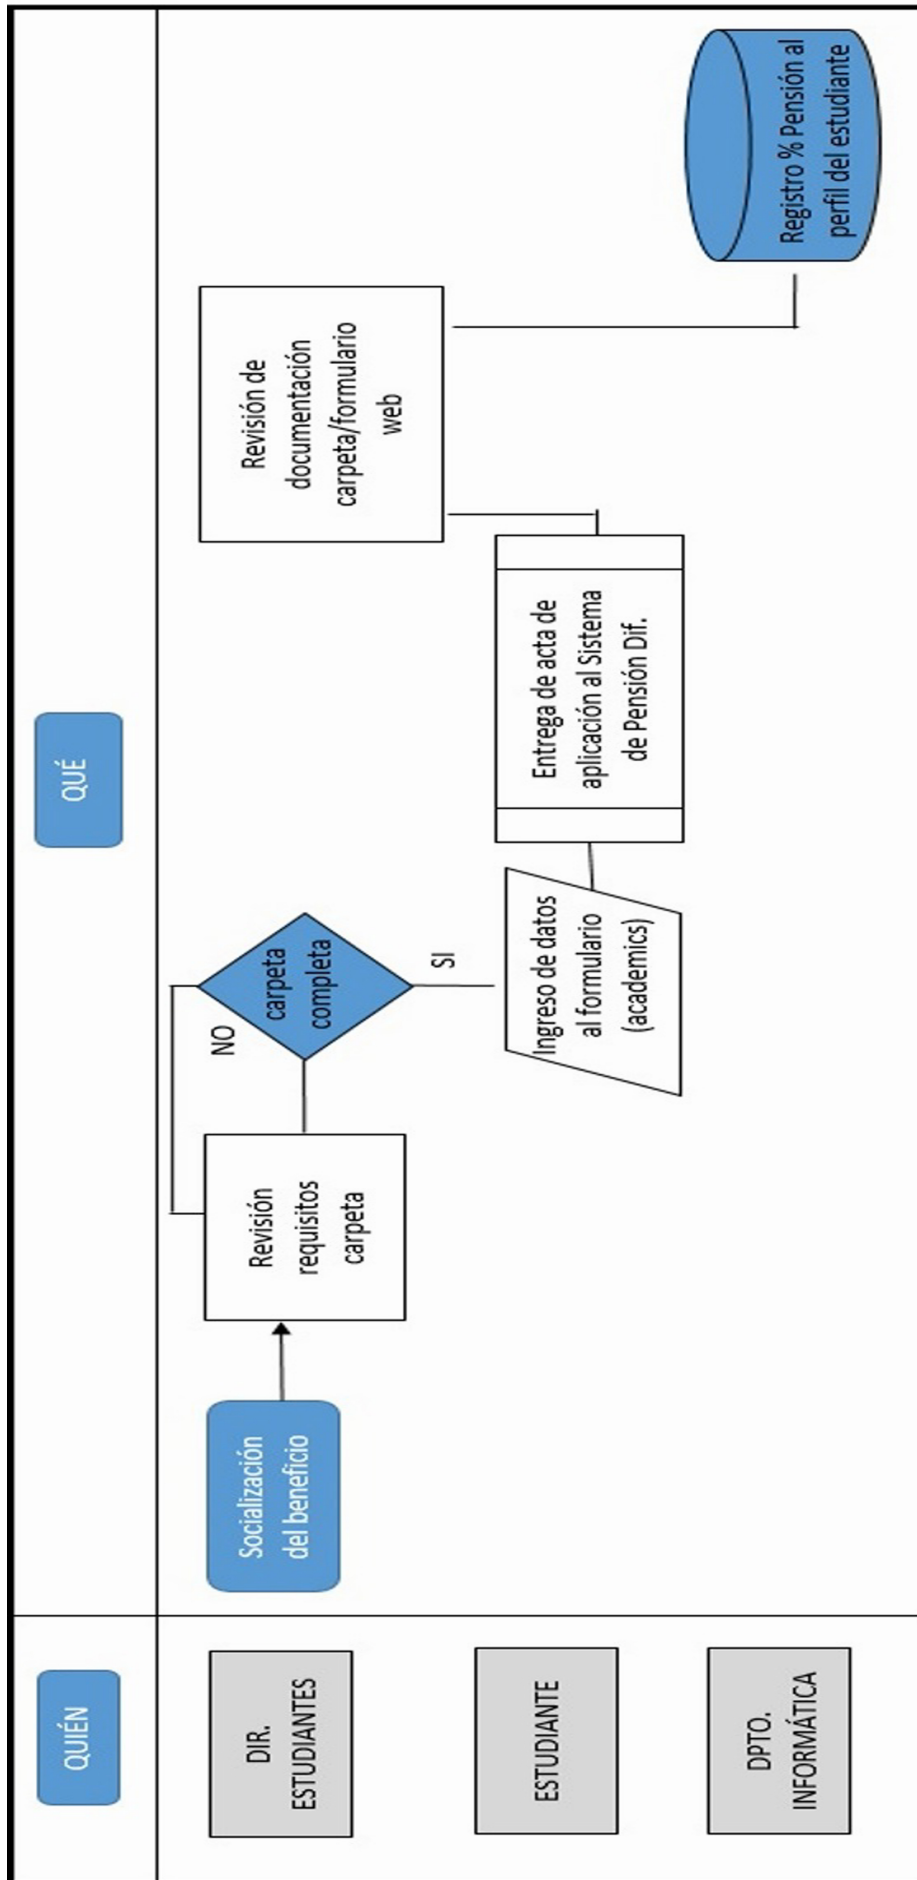 QUIÉN
QUÉ
DIR.
ESTUDIANTES
Socialización
del beneficio
Revisión
requisitos
carpeta
NO
carpeta
completa
SI
Revisión de
documentación
carpeta/formulario
web
ESTUDIANTE
Ingreso de datos
al formulario
(academics)
Entrega de acta de
aplicación al Sistema
de Pensión Dif.
DPTO.
INFORMÁTICA
Registro % Pensión al
perfil del estudiante